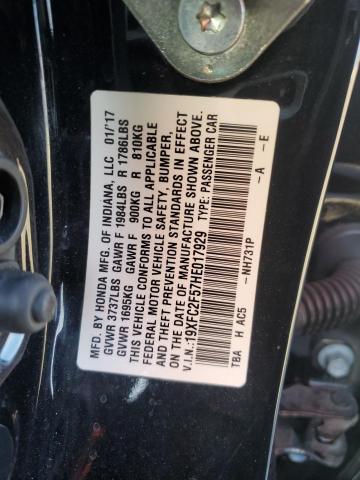 MFD. BY HONDA MFG. OF INDIANA, LLC 01/17
GVWR 3737LBS GAWR F 1984LBS R 1786LBS
GVWR 1695KG GAWR F 900KG R 810KG
THIS VEHICLE CONFORMS TO ALL APPLICABLE
FEDERAL MOTOR VEHICLE SAFETY, BUMPER,
AND THEFT PREVENTION STANDARDS IN EFFECT
ON THE DATE OF MANUFACTURE SHOWN ABOVE.
V.I.N.:19XFC2F57HE017929 TYPE: PASSENGER CAR
-NH731P -A -E
TBA H AC5